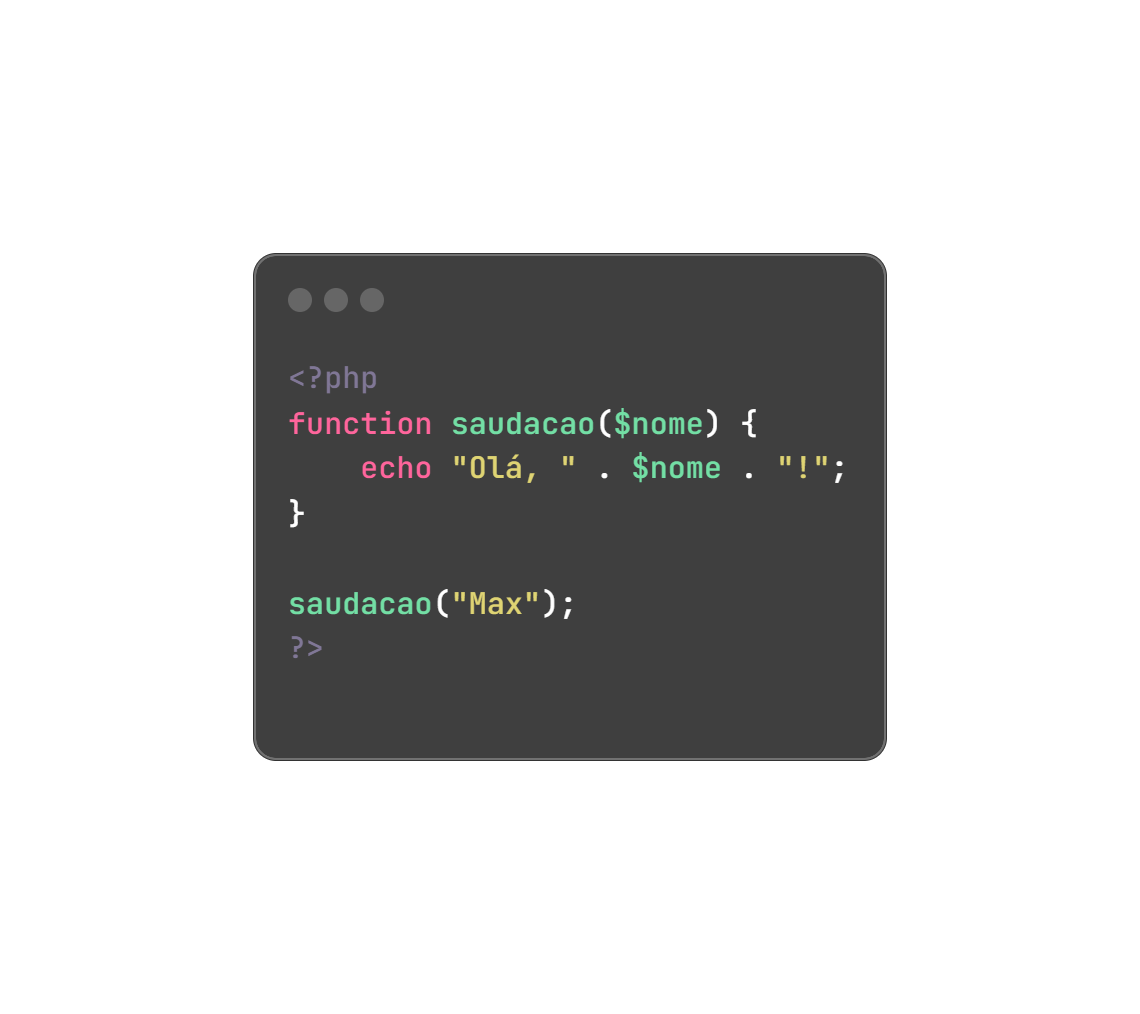 <?php
function saudacao($nome) {
    echo "Olá, " . $nome . "!";
}

saudacao("Max");
?>